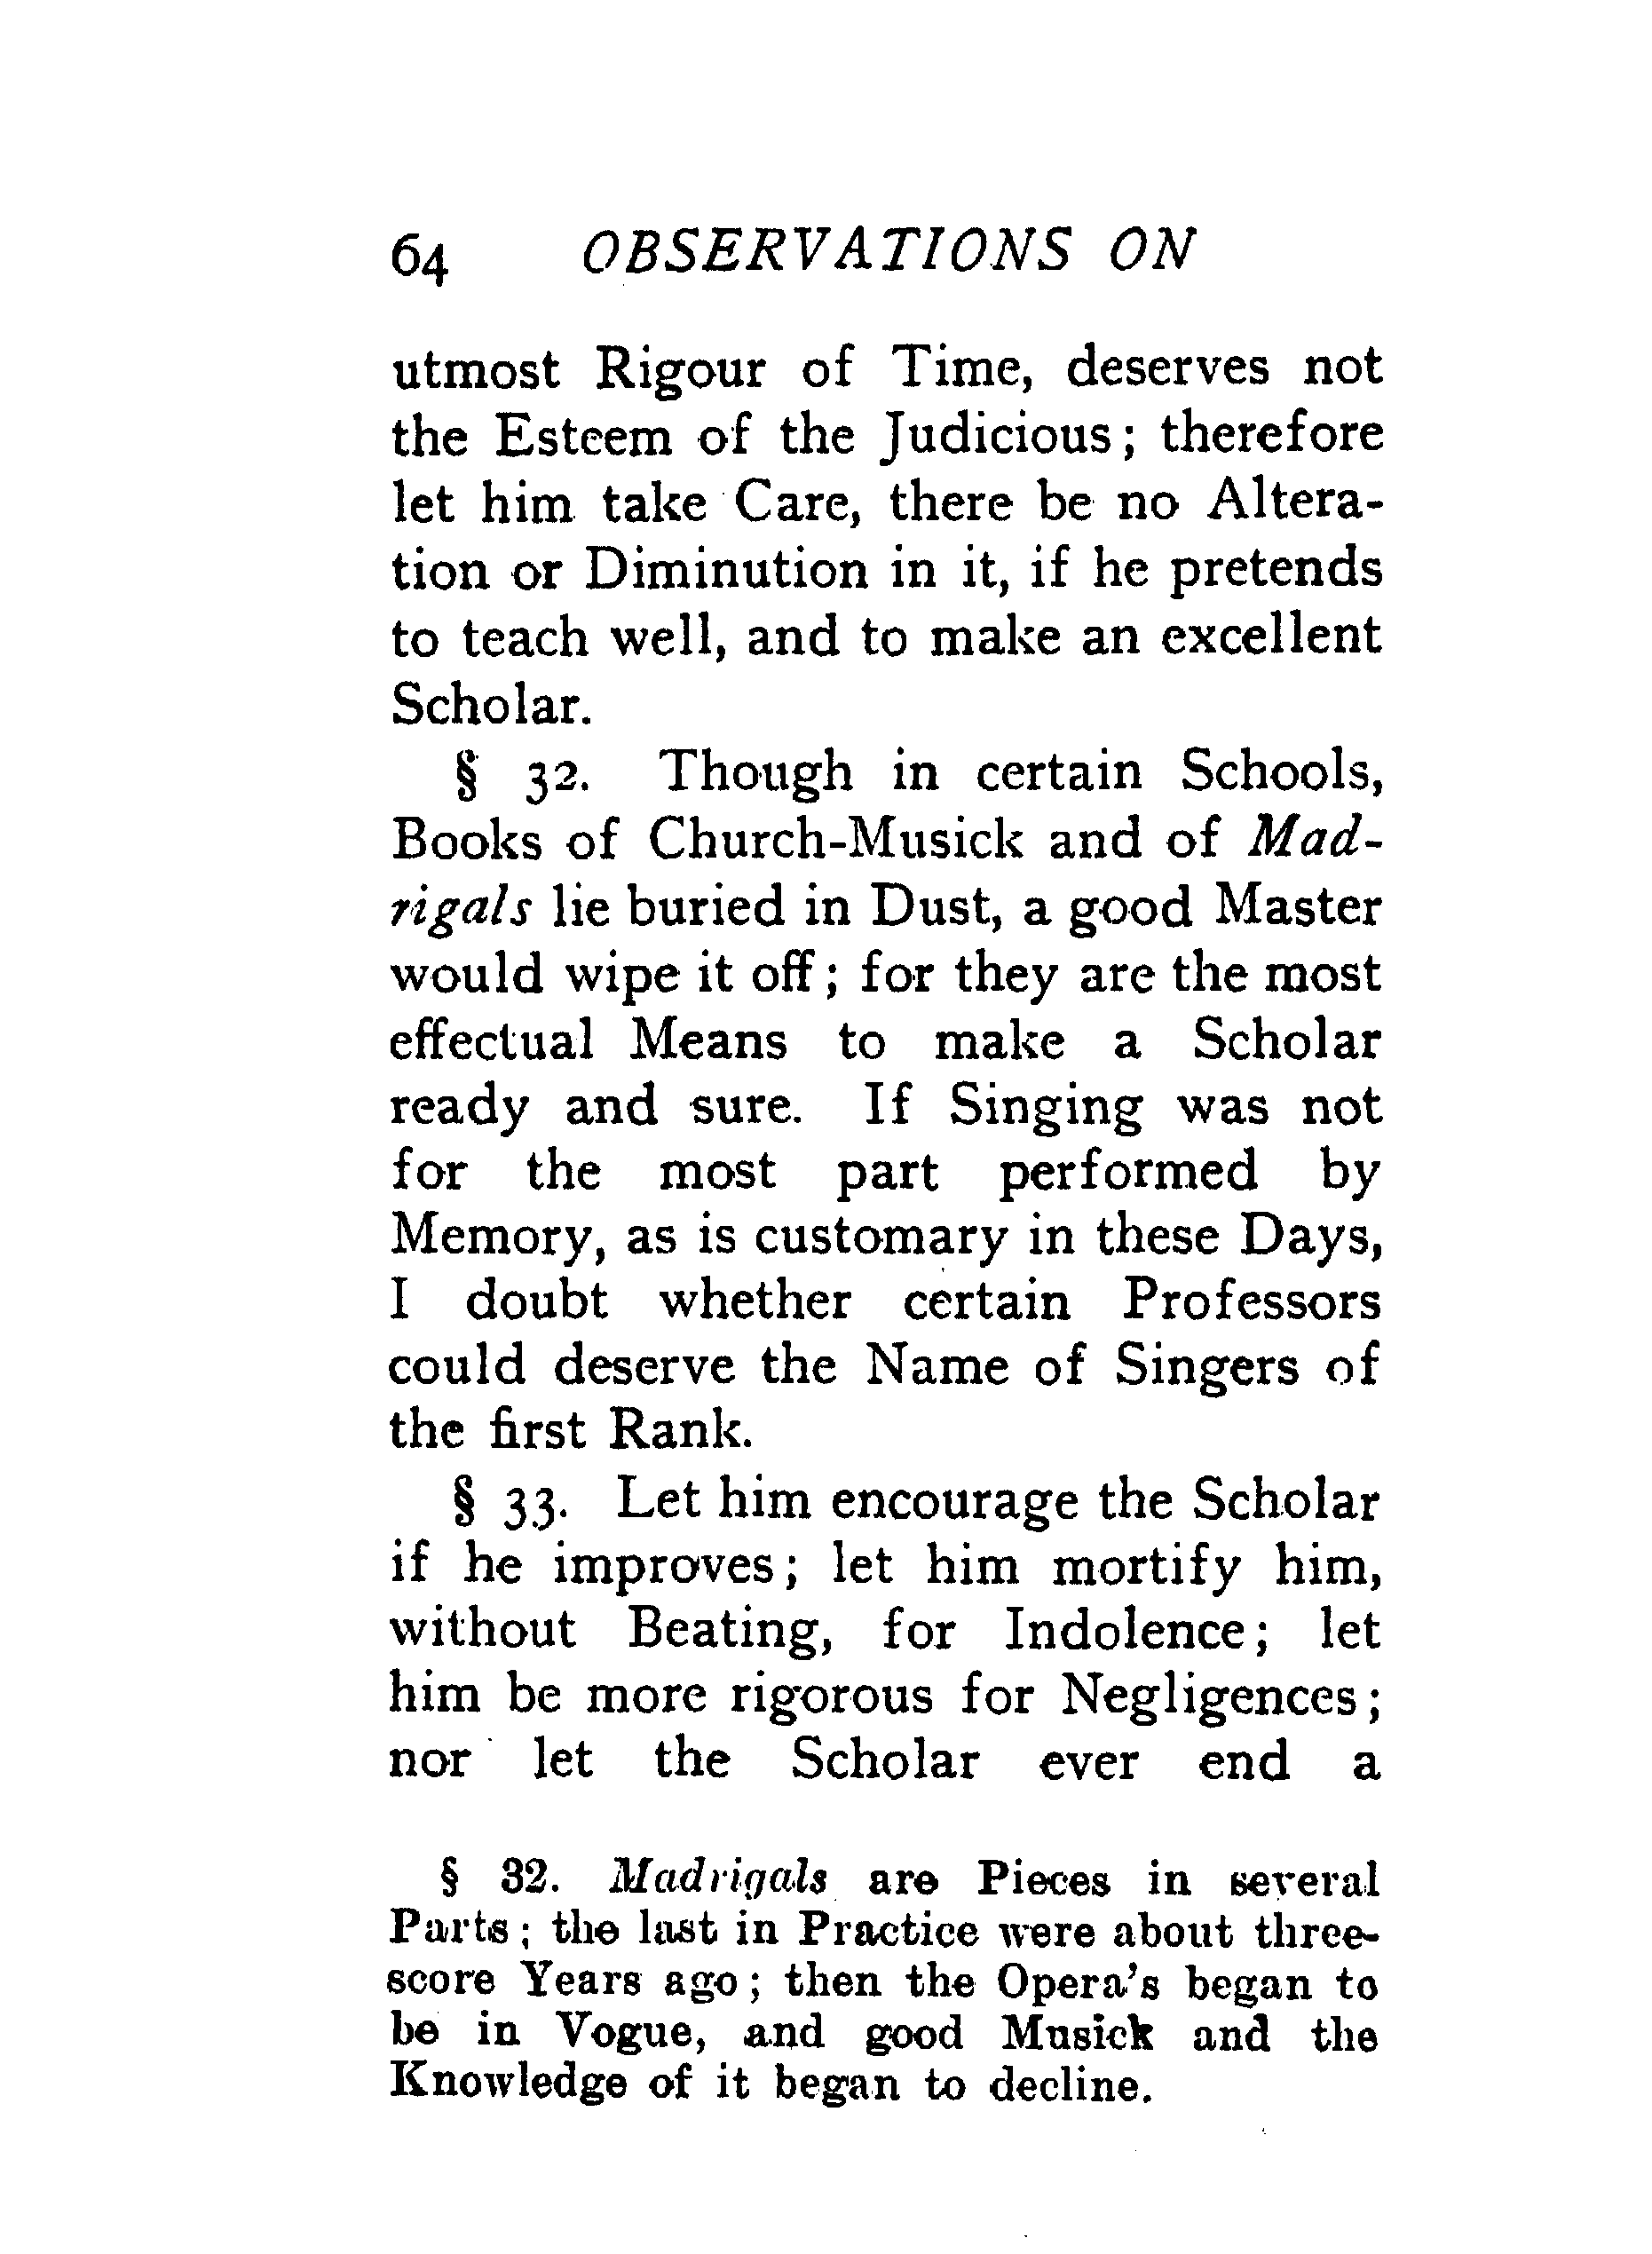 64 OBSERVATIONS ON
utmost Rigour of Time, deserves not
the Esteem of the Judicious; therefore
let him take Care, there be no Altera-
tion or Diminution in it, if he pretends
to teach well, and to make an excellent
Scholar.
§ 32. Though in certain Schools,
Books of Church-Musick and of Mad-
rigals lie buried in Dust, a good Master
would wipe it off; for they are the most
effectual Means to make a Scholar
ready and sure. If Singing was not
for the most part performed by
Memory, as is customary in these Days,
I doubt whether certain Professors
could deserve the Name of Singers of
the first Rank.
§ 33. Let him encourage the Scholar
if he improves; let him mortify him,
without Beating, for Indolence; let
him be more rigorous for Negligences;
nor let the Scholar ever end a
§ 32. Madrigals are Pieces in several
Parts; the last in Practice were about three-
score Years ago; then the Opera's began to
be in Vogue, and good Musick and the
Knowledge of it began to decline.